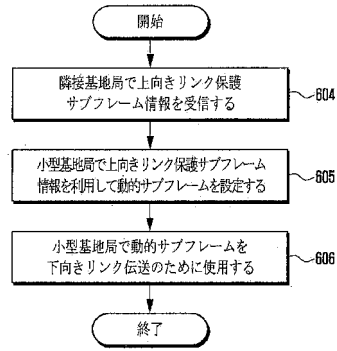 開始
隣接基地局で上向きリンク保護
サブフレーム情報を受信する
604
小型基地局で上向きリンク保護サブフレーム
情報を利用して動的サブフレームを設定する
605
小型基地局で動的サブフレームを
下向きリンク伝送のために使用する
606
終了